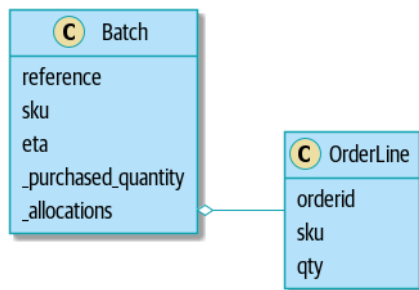 C Batch
reference
sku
eta
_purchased_quantity
_allocations
C OrderLine
orderid
sku
qty